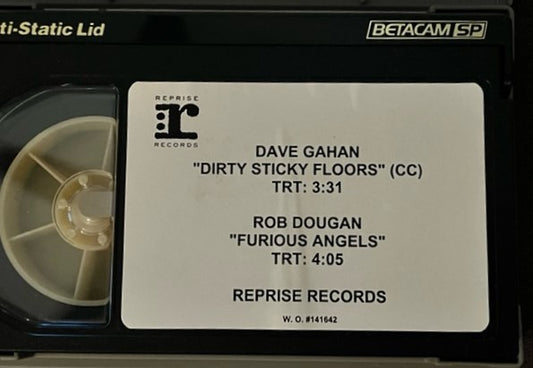 ti-Static Lid
BETACAM SP
REPRISE
r
RECORDS
DAVE GAHAN
"DIRTY STICKY FLOORS" (CC)
TRT: 3:31
ROB DOUGAN
"FURIOUS ANGELS"
TRT: 4:05
REPRISE RECORDS
W. O. #141642